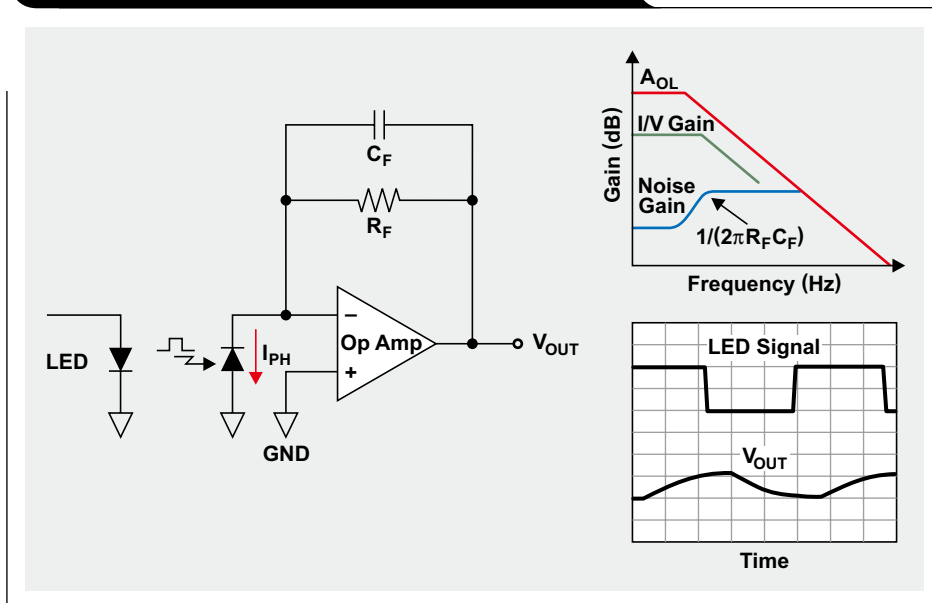 C_F
R_F
LED
I_PH
−
Op Amp
+
V_OUT
GND
A_OL
I/V Gain
Noise
Gain
1/(2πR_FC_F)
Gain (dB)
Frequency (Hz)
LED Signal
V_OUT
Time